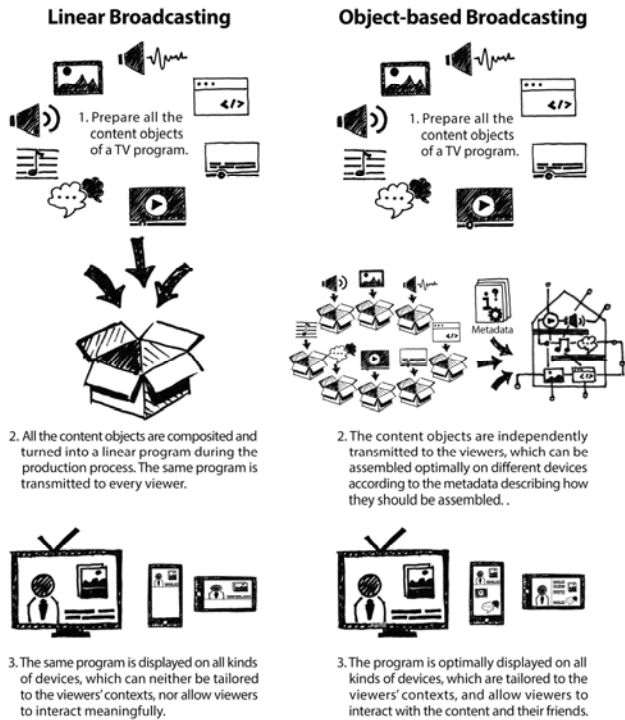 Linear Broadcasting
</>
1. Prepare all the
content objects
of a TV program.
2. All the content objects are composited and
turned into a linear program during the
production process. The same program is
transmitted to every viewer.
3. The same program is displayed on all kinds
of devices, which can neither be tailored
to the viewers' contexts, nor allow viewers
to interact meaningfully.
Object-based Broadcasting
</>
1. Prepare all the
content objects
of a TV program.
Metadata
</>
</>
2. The content objects are independently
transmitted to the viewers, which can be
assembled optimally on different devices
according to the metadata describing how
they should be assembled. .
3. The program is optimally displayed on all
kinds of devices, which are tailored to the
viewers' contexts, and allow viewers to
interact with the content and their friends.